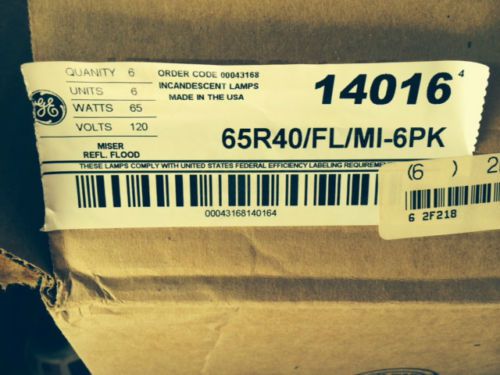 QUANITY 6
UNITS 6
WATTS 65
VOLTS 120
MISER
REFL. FLOOD
ORDER CODE 00043168
INCANDESCENT LAMPS
MADE IN THE USA
14016 4
65R40/FL/MI-6PK
GE
THESE LAMPS COMPLY WITH UNITED STATES FEDERAL EFFICIENCY LABELING
00043168140164
(6 ) 2
6 2F218